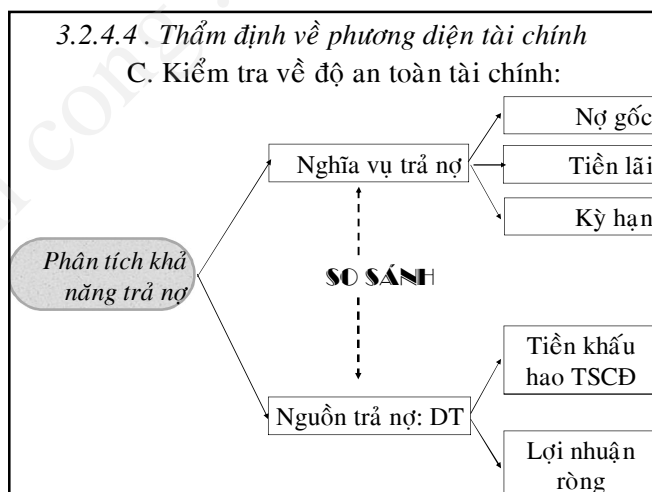 3.2.4.4 . Thẩm định về phương diện tài chính
C. Kiểm tra về độ an toàn tài chính:
Nợ gốc
Nghĩa vụ trả nợ
Tiền lãi
Kỳ hạn
Phân tích khả
năng trả nợ
SO SÁNH
Tiền khấu
hao TSCĐ
Nguồn trả nợ: DT
Lợi nhuận
ròng